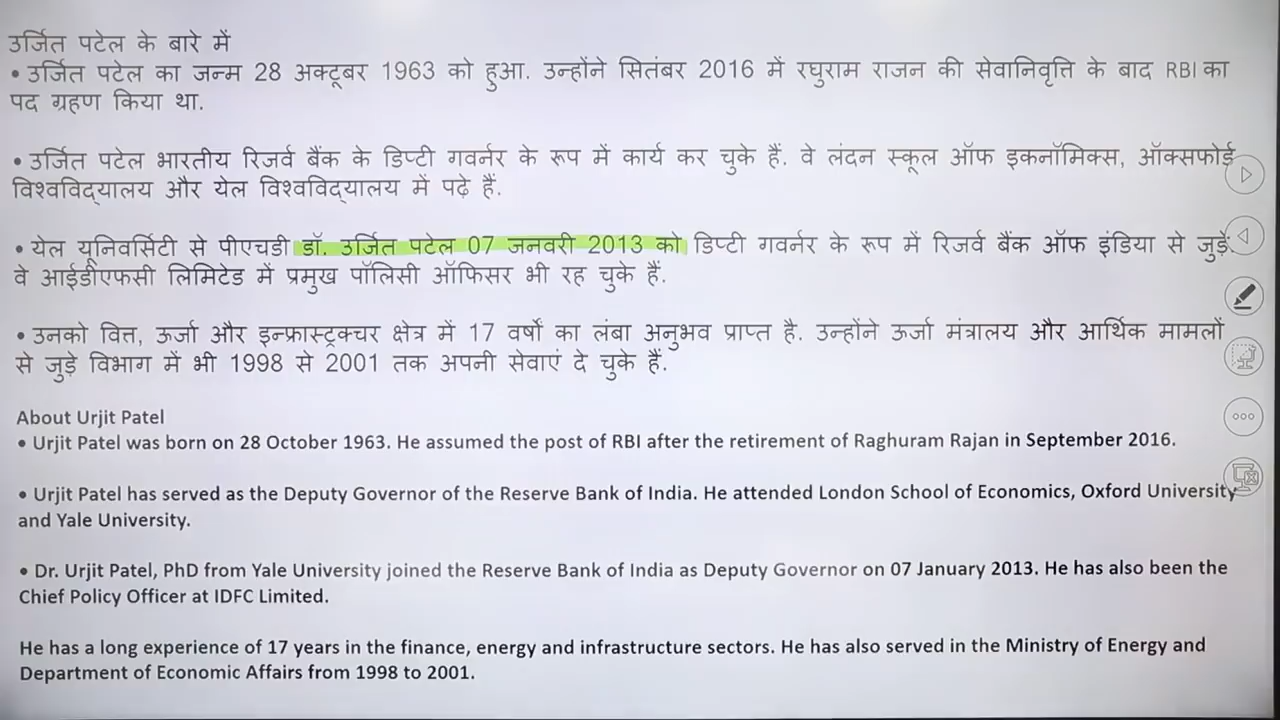 उर्जित पटेल के बारे में
• उर्जित पटेल का जन्म 28 अक्टूबर 1963 को हुआ. उन्होंने सितंबर 2016 में रघुराम राजन की सेवानिवृत्ति के बाद RBI का
पद ग्रहण किया था.
• उर्जित पटेल भारतीय रिजर्व बैंक के डिप्टी गवर्नर के रूप में कार्य कर चुके हैं. वे लंदन स्कूल ऑफ इकनॉमिक्स, ऑक्सफोर्ड
विश्वविद्यालय और येल विश्वविद्यालय में पढ़े हैं.
• येल यूनिवर्सिटी से पीएचडी डॉ. उर्जित पटेल 07 जनवरी 2013 को डिप्टी गवर्नर के रूप में रिजर्व बैंक ऑफ इंडिया से जुड़े.
वे आईडीएफसी लिमिटेड में प्रमुख पॉलिसी ऑफिसर भी रह चुके हैं.
• उनको वित्त, ऊर्जा और इन्फ्रास्ट्रक्चर क्षेत्र में 17 वर्षों का लंबा अनुभव प्राप्त है. उन्होंने ऊर्जा मंत्रालय और आर्थिक मामलों
से जुड़े विभाग में भी 1998 से 2001 तक अपनी सेवाएं दे चुके हैं.
About Urjit Patel
• Urjit Patel was born on 28 October 1963. He assumed the post of RBI after the retirement of Raghuram Rajan in September 2016.
• Urjit Patel has served as the Deputy Governor of the Reserve Bank of India. He attended London School of Economics, Oxford University
and Yale University.
• Dr. Urjit Patel, PhD from Yale University joined the Reserve Bank of India as Deputy Governor on 07 January 2013. He has also been the
Chief Policy Officer at IDFC Limited.
He has a long experience of 17 years in the finance, energy and infrastructure sectors. He has also served in the Ministry of Energy and
Department of Economic Affairs from 1998 to 2001.